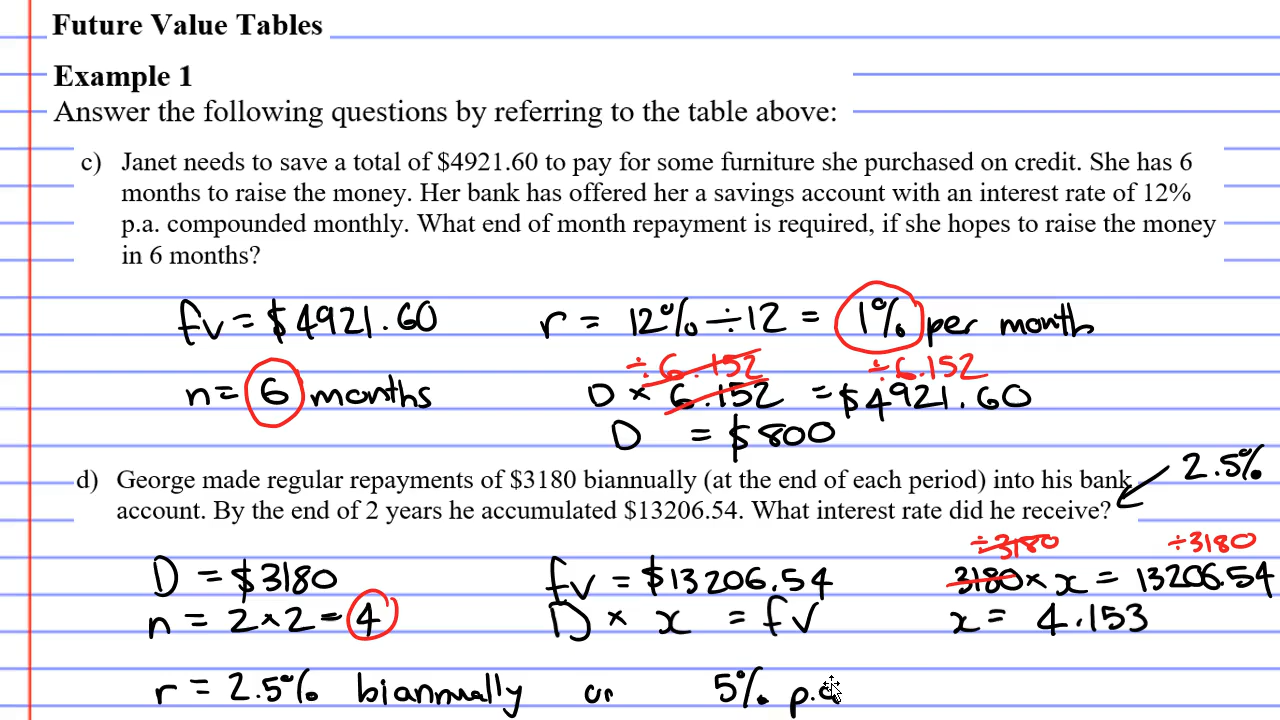 Future Value Tables
Example 1
Answer the following questions by referring to the table above:
c) Janet needs to save a total of $4921.60 to pay for some furniture she purchased on credit. She has 6
months to raise the money. Her bank has offered her a savings account with an interest rate of 12%
p.a. compounded monthly. What end of month repayment is required, if she hopes to raise the money
in 6 months?
fv = $4921.60
r = 12% ÷ 12 = 1% per month
÷6.152 ÷6.152
n = 6 months
D × 6.152 = $4921.60
D = $800
2.5%
d) George made regular repayments of $3180 biannually (at the end of each period) into his bank
account. By the end of 2 years he accumulated $13206.54. What interest rate did he receive?
÷3180 ÷3180
D = $3180
fv = $13206.54
3180 × x = 13206.54
n = 2 × 2 = 4
D × x = fv
x = 4.153
r = 2.5% biannually or 5% p.a